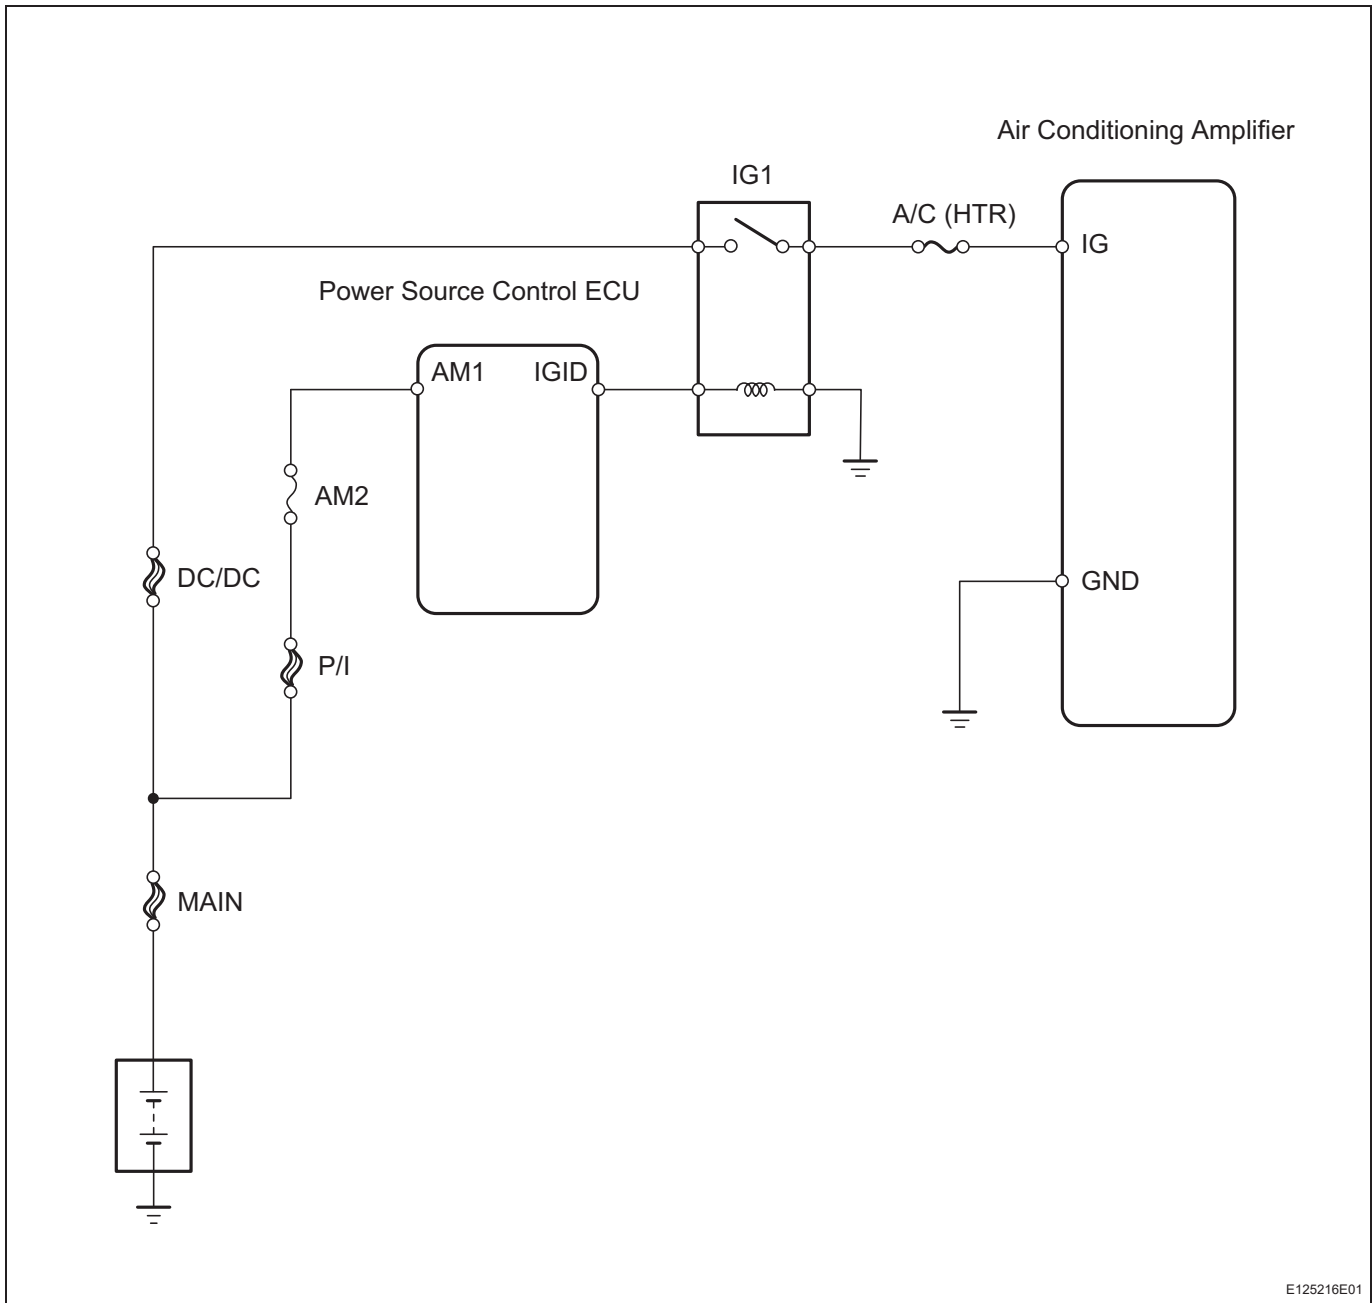 Air Conditioning Amplifier
IG1
A/C (HTR)
IG
Power Source Control ECU
AM1
IGID
AM2
DC/DC
GND
P/I
MAIN
E125216E01